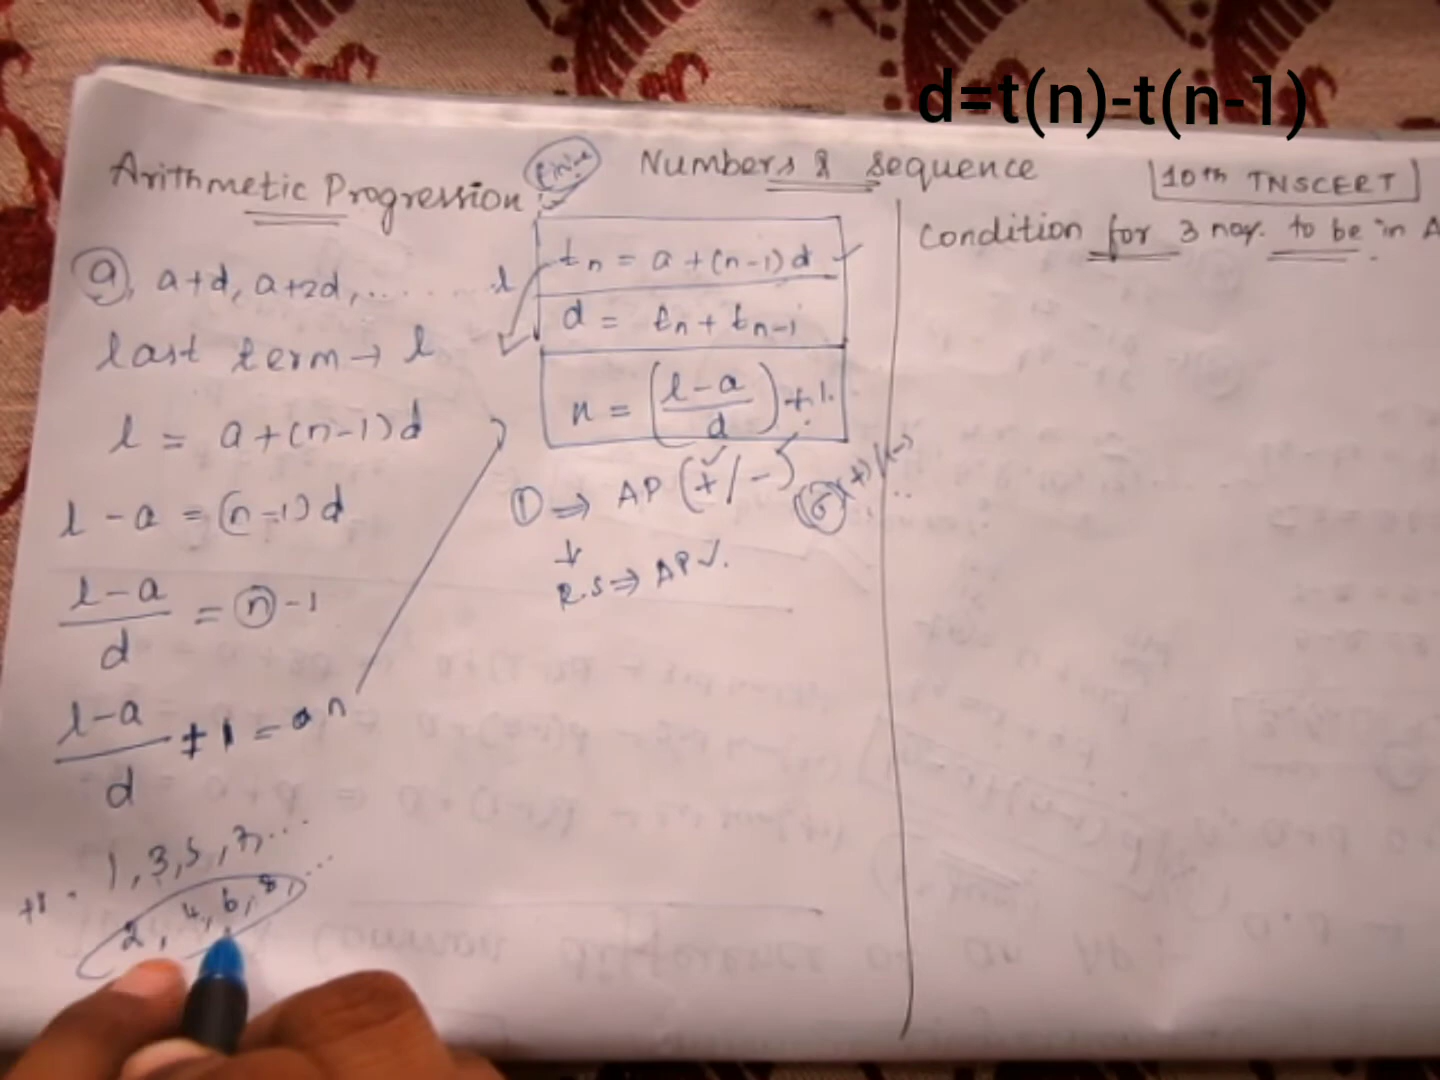 d=t(n)-t(n-1)
Numbers & sequence
10th TNSCERT
Arithmetic Progression :-
finite
a, a+d, a+2d, ........ l
last term → l
l = a+(n-1)d
l-a = (n-1)d
l-a/d = n-1
l-a/d + 1 = n
1, 3, 5, 7, ...
+1
2, 4, 6, 8, ...
tn = a+(n-1)d
d = tn + tn-1
n = (l-a/d)+1.
① ⇒ AP (+/-) (+)/(-)
↓
R.S ⇒ AP ✓.
Condition for 3 nos. to be in A